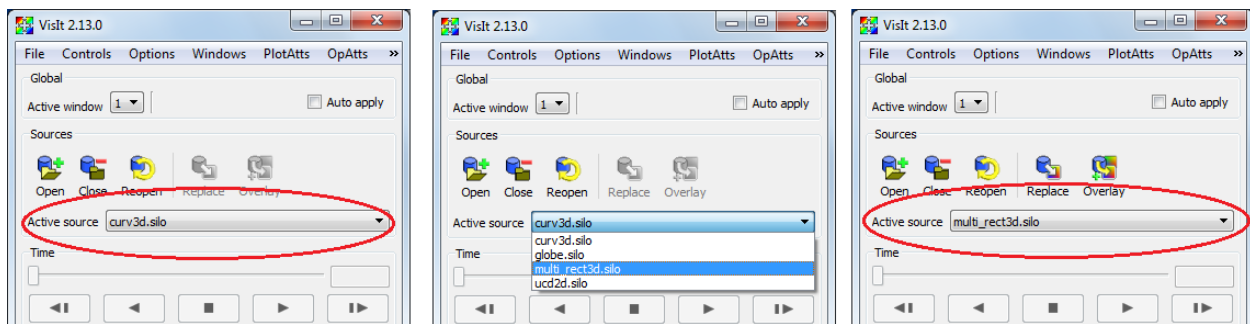 VisIt 2.13.0
File Controls Options Windows PlotAtts OpAtts »
Global
Active window 1
Auto apply
Sources
Open Close Reopen Replace Overlay
Active source curv3d.silo
Time
VisIt 2.13.0
File Controls Options Windows PlotAtts OpAtts »
Global
Active window 1
Auto apply
Sources
Open Close Reopen Replace Overlay
Active source curv3d.silo
curv3d.silo
globe.silo
multi_rect3d.silo
ucd2d.silo
Time
VisIt 2.13.0
File Controls Options Windows PlotAtts OpAtts »
Global
Active window 1
Auto apply
Sources
Open Close Reopen Replace Overlay
Active source multi_rect3d.silo
Time